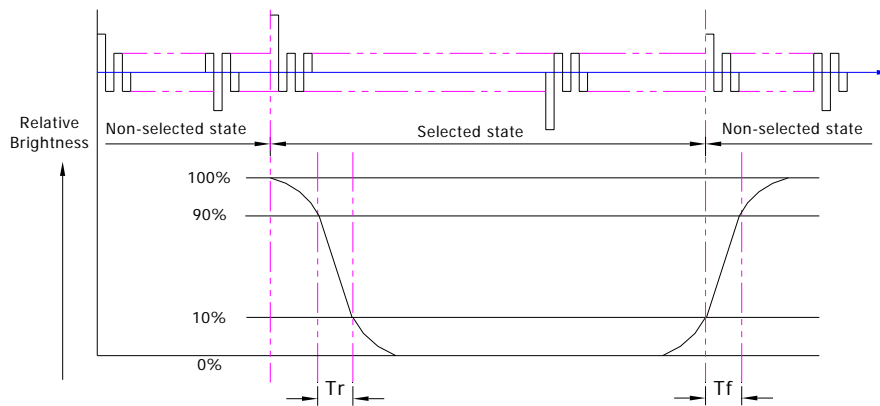 Relative
Brightness
Non-selected state
Selected state
Non-selected state
100%
90%
10%
0%
Tr
Tf